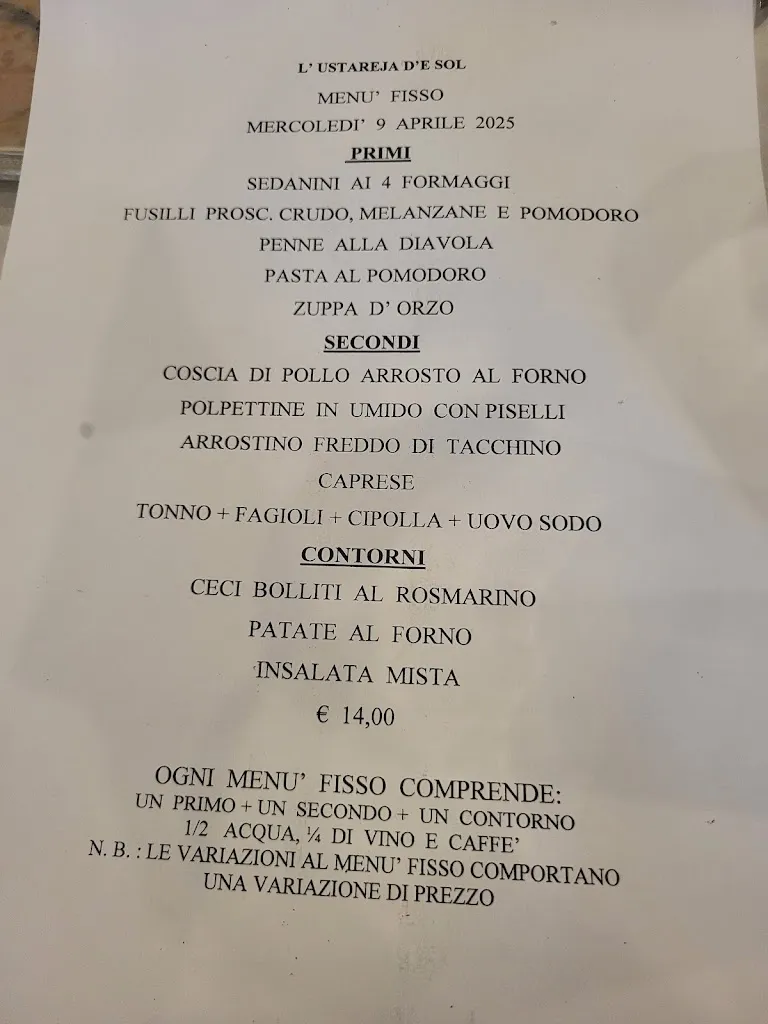 L' USTAREJA D'E SOL
MENU' FISSO
MERCOLEDI' 9 APRILE 2025
PRIMI
SEDANINI AI 4 FORMAGGI
FUSILLI PROSC. CRUDO, MELANZANE E POMODORO
PENNE ALLA DIAVOLA
PASTA AL POMODORO
ZUPPA D' ORZO
SECONDI
COSCIA DI POLLO ARROSTO AL FORNO
POLPETTINE IN UMIDO CON PISELLI
ARROSTINO FREDDO DI TACCHINO
CAPRESE
TONNO + FAGIOLI + CIPOLLA + UOVO SODO
CONTORNI
CECI BOLLITI AL ROSMARINO
PATATE AL FORNO
INSALATA MISTA
€ 14,00
OGNI MENU' FISSO COMPRENDE:
UN PRIMO + UN SECONDO + UN CONTORNO
1/2 ACQUA, ¼ DI VINO E CAFFE'
N. B. : LE VARIAZIONI AL MENU' FISSO COMPORTANO
UNA VARIAZIONE DI PREZZO